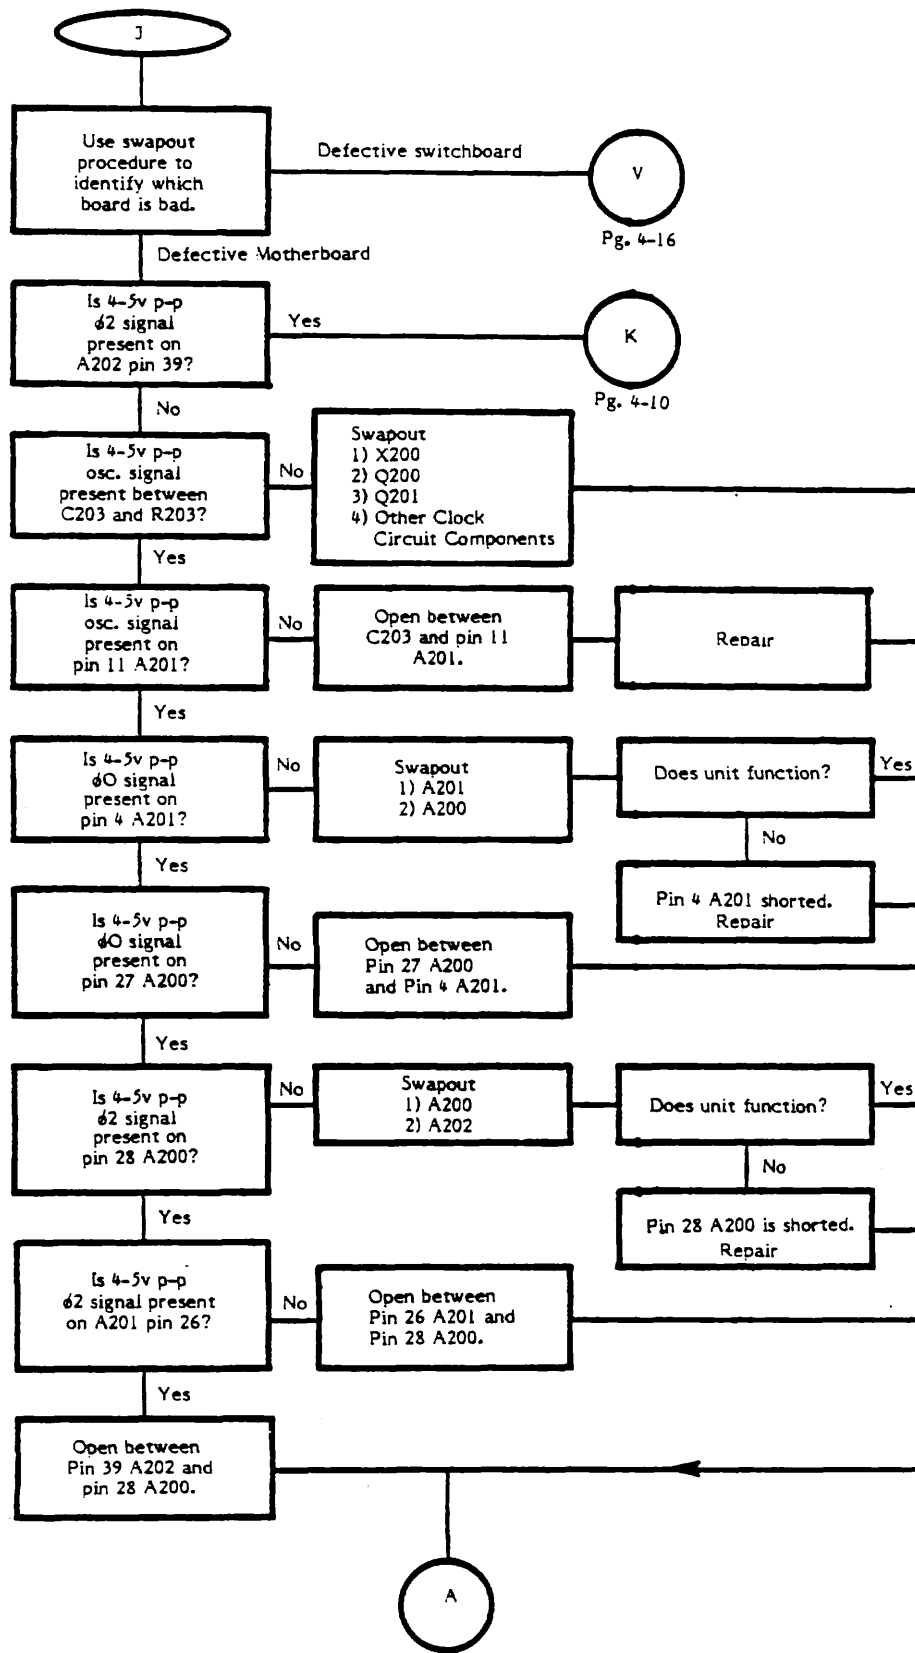 J
Use swapout
procedure to
identify which
board is bad.
Defective switchboard
V
Pg. 4-16
Defective Motherboard
Is 4-5v p-p
ϕ2 signal
present on
A202 pin 39?
Yes
K
Pg. 4-10
No
Is 4-5v p-p
osc. signal
present between
C203 and R203?
No
Swapout
1) X200
2) Q200
3) Q201
4) Other Clock
Circuit Components
Yes
Is 4-5v p-p
osc. signal
present on
pin 11 A201?
No
Open between
C203 and pin 11
A201.
Repair
Yes
Is 4-5v p-p
ϕO signal
present on
pin 4 A201?
No
Swapout
1) A201
2) A200
Does unit function?
Yes
No
Pin 4 A201 shorted.
Repair
Yes
Is 4-5v p-p
ϕO signal
present on
pin 27 A200?
No
Open between
Pin 27 A200
and Pin 4 A201.
Yes
Is 4-5v p-p
ϕ2 signal
present on
pin 28 A200?
No
Swapout
1) A200
2) A202
Does unit function?
Yes
No
Pin 28 A200 is shorted.
Repair
Yes
Is 4-5v p-p
ϕ2 signal present
on A201 pin 26?
No
Open between
Pin 26 A201 and
Pin 28 A200.
Yes
Open between
Pin 39 A202 and
pin 28 A200.
A